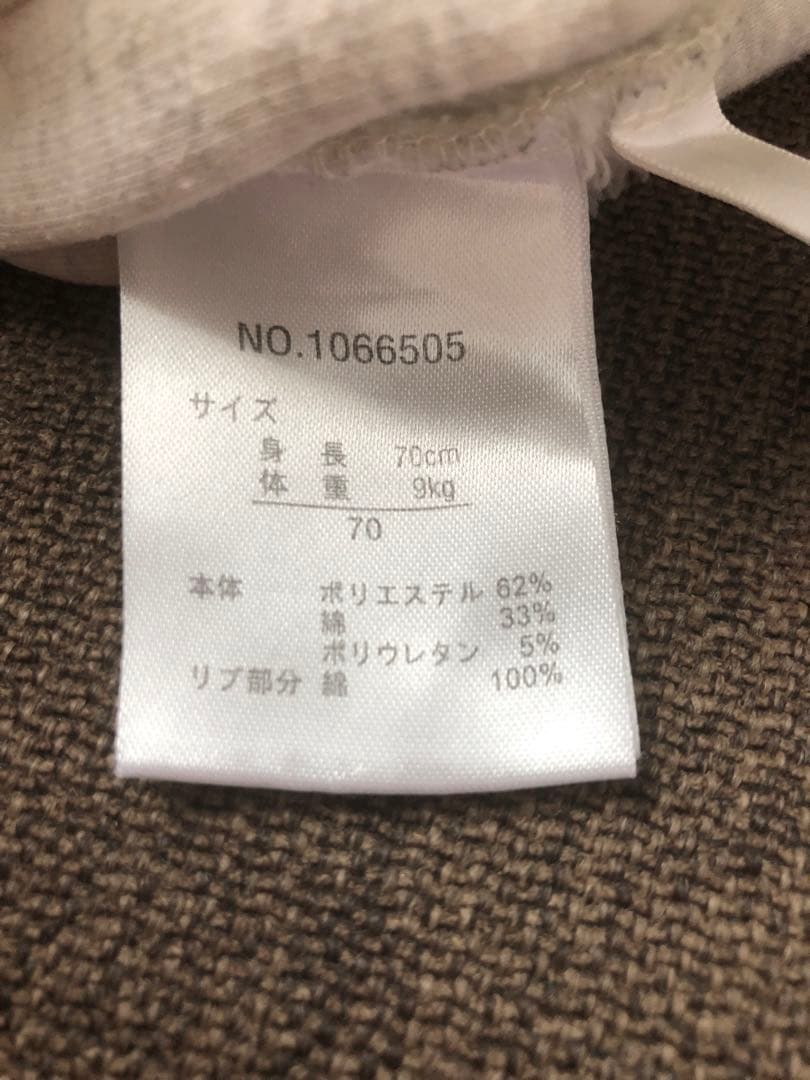 NO.1066505
サイズ
身 長 70cm
体 重 9kg
70
本体 ポリエステル 62%
綿 33%
ポリウレタン 5%
リブ部分 綿 100%